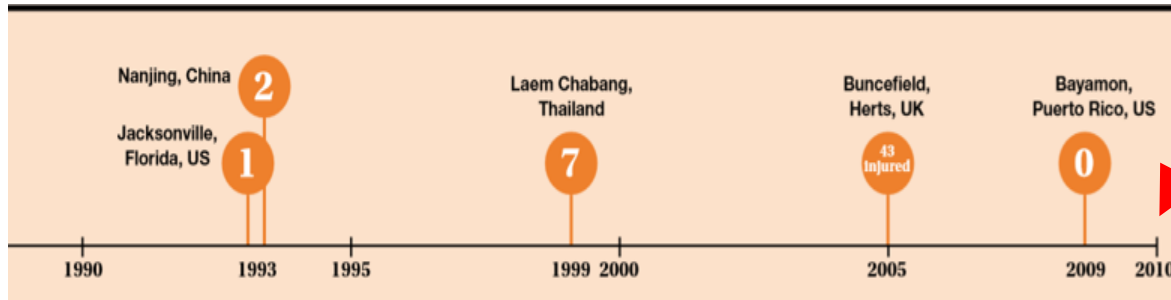 Nanjing, China
2
Jacksonville,
Florida, US
1
Laem Chabang,
Thailand
7
Buncefield,
Herts, UK
43
injured
Bayamon,
Puerto Rico, US
0
1990
1993
1995
1999
2000
2005
2009
2010